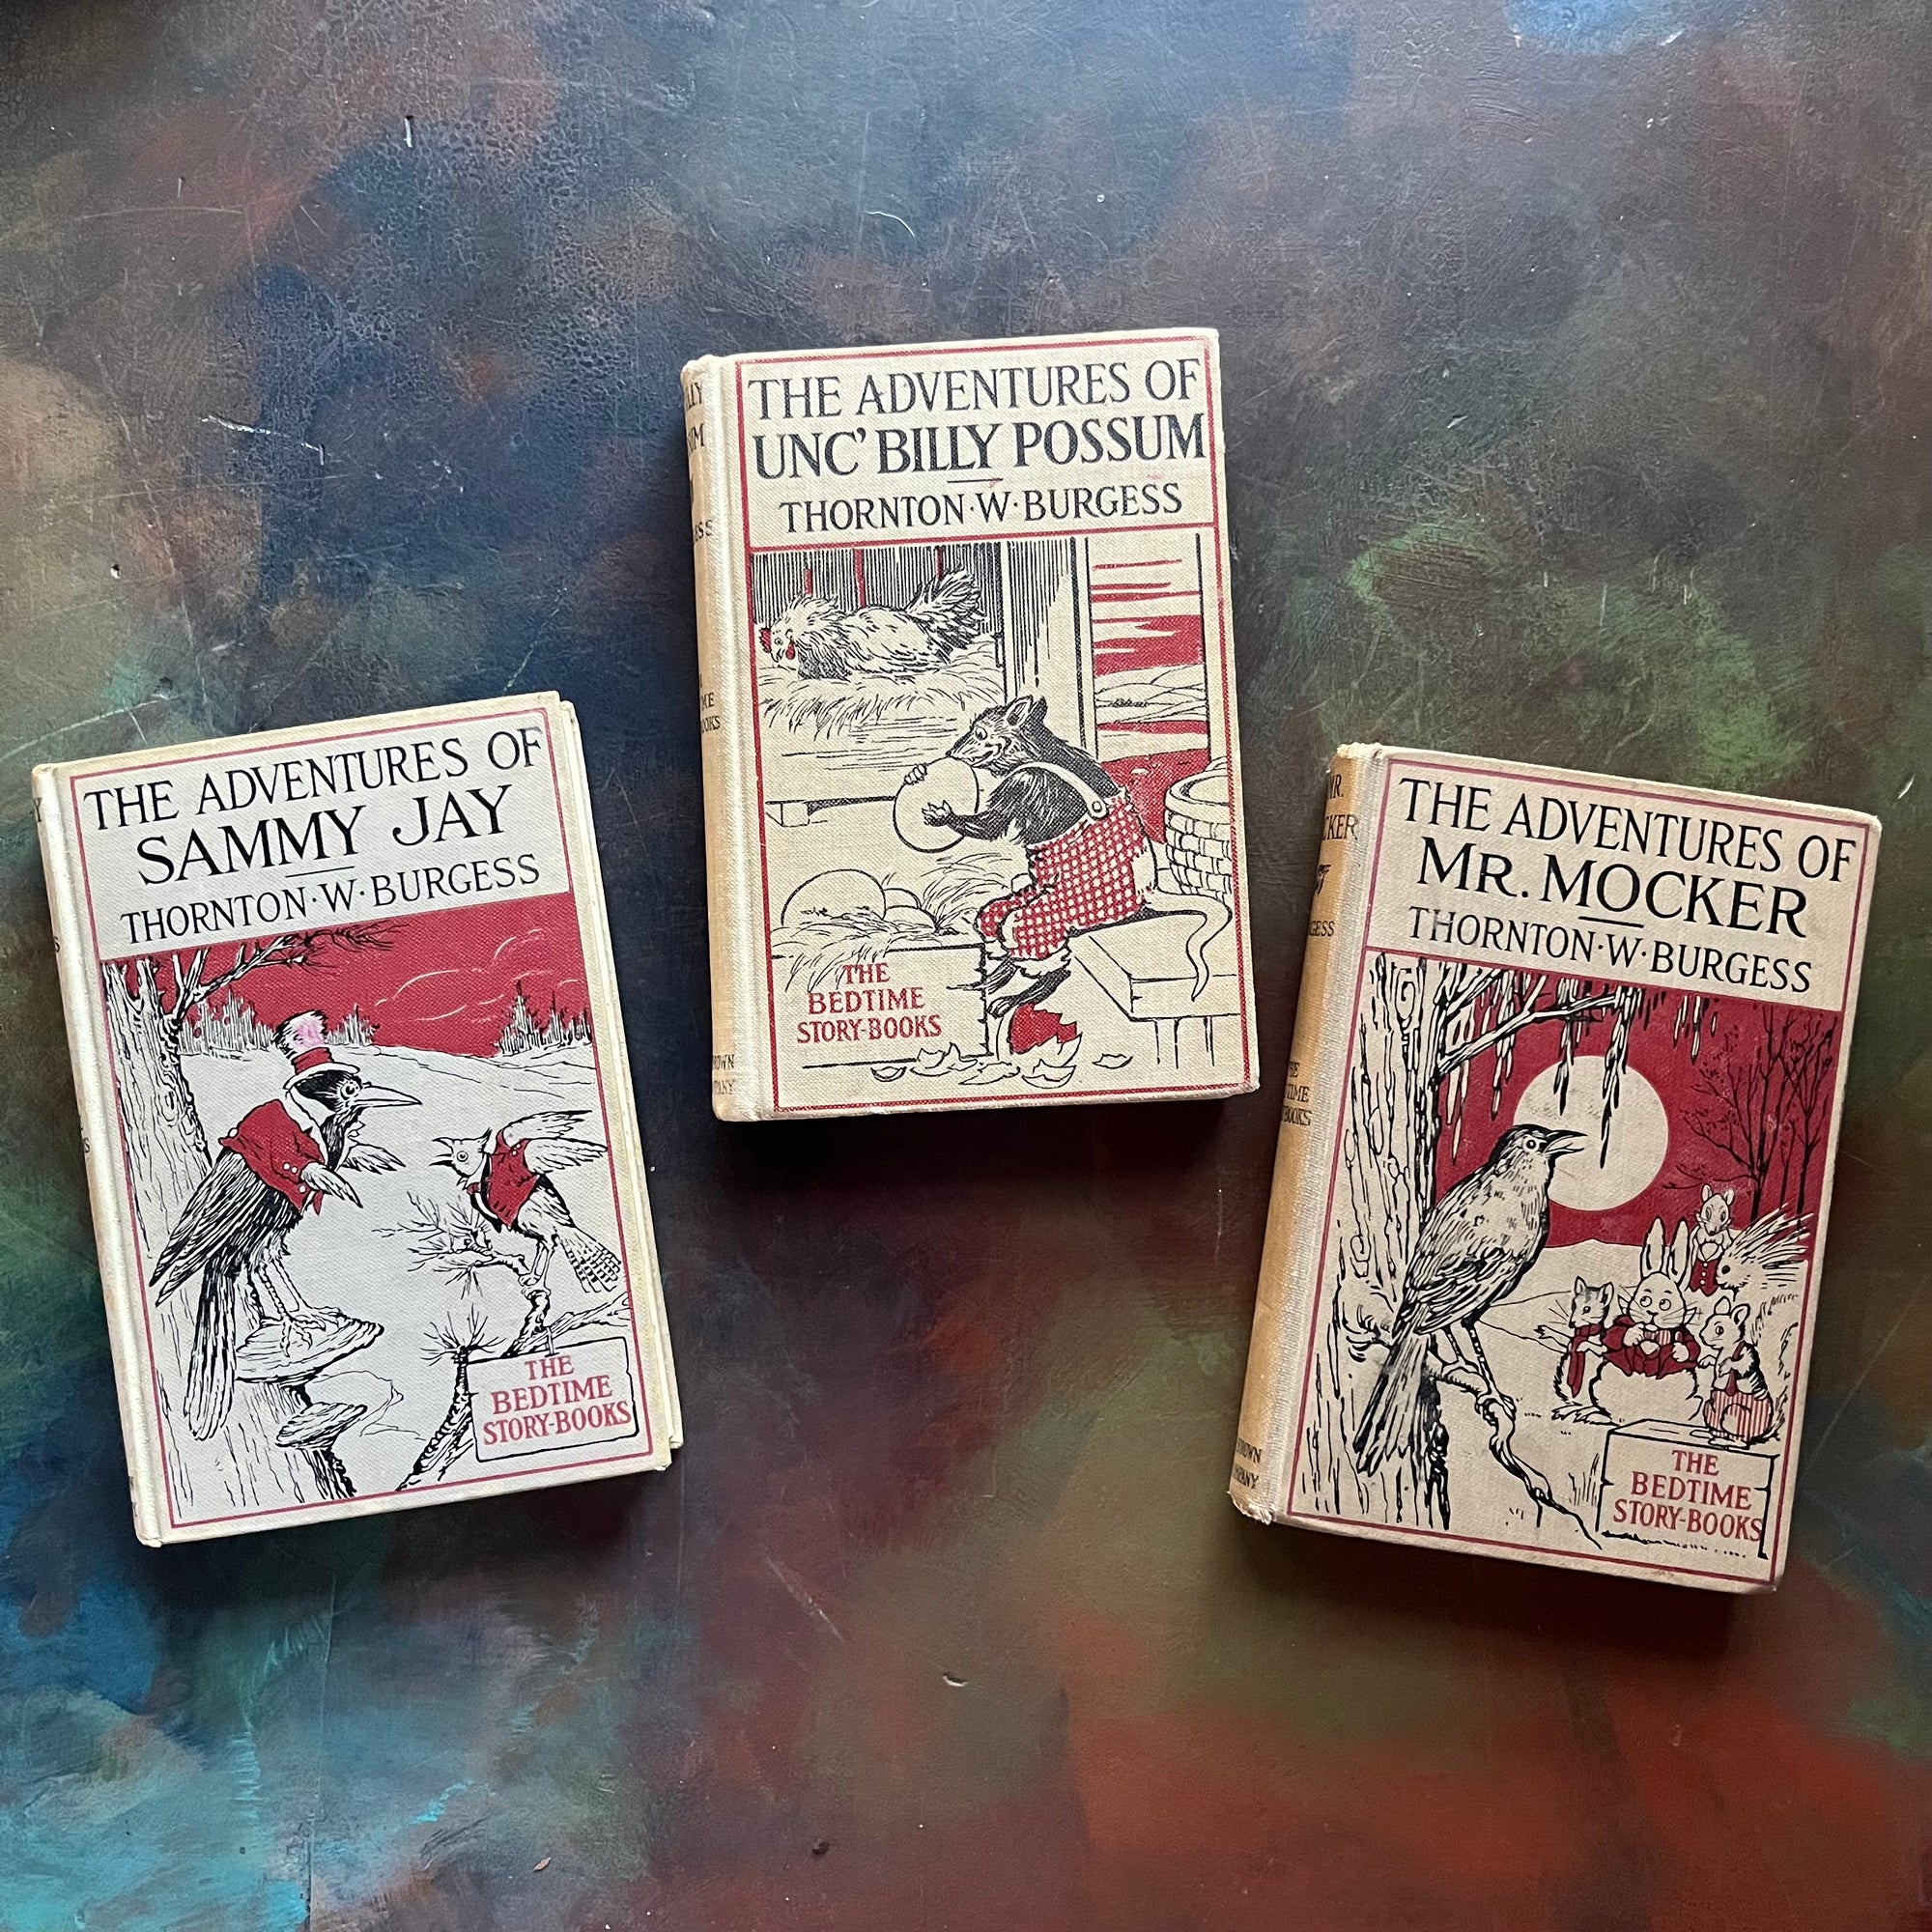 THE ADVENTURES OF
SAMMY JAY
THORNTON·W·BURGESS
THE
BEDTIME
STORY-BOOKS
THE ADVENTURES OF
UNC' BILLY POSSUM
THORNTON·W·BURGESS
THE
BEDTIME
STORY-BOOKS
THE ADVENTURES OF
MR. MOCKER
THORNTON·W·BURGESS
THE
BEDTIME
STORY-BOOKS